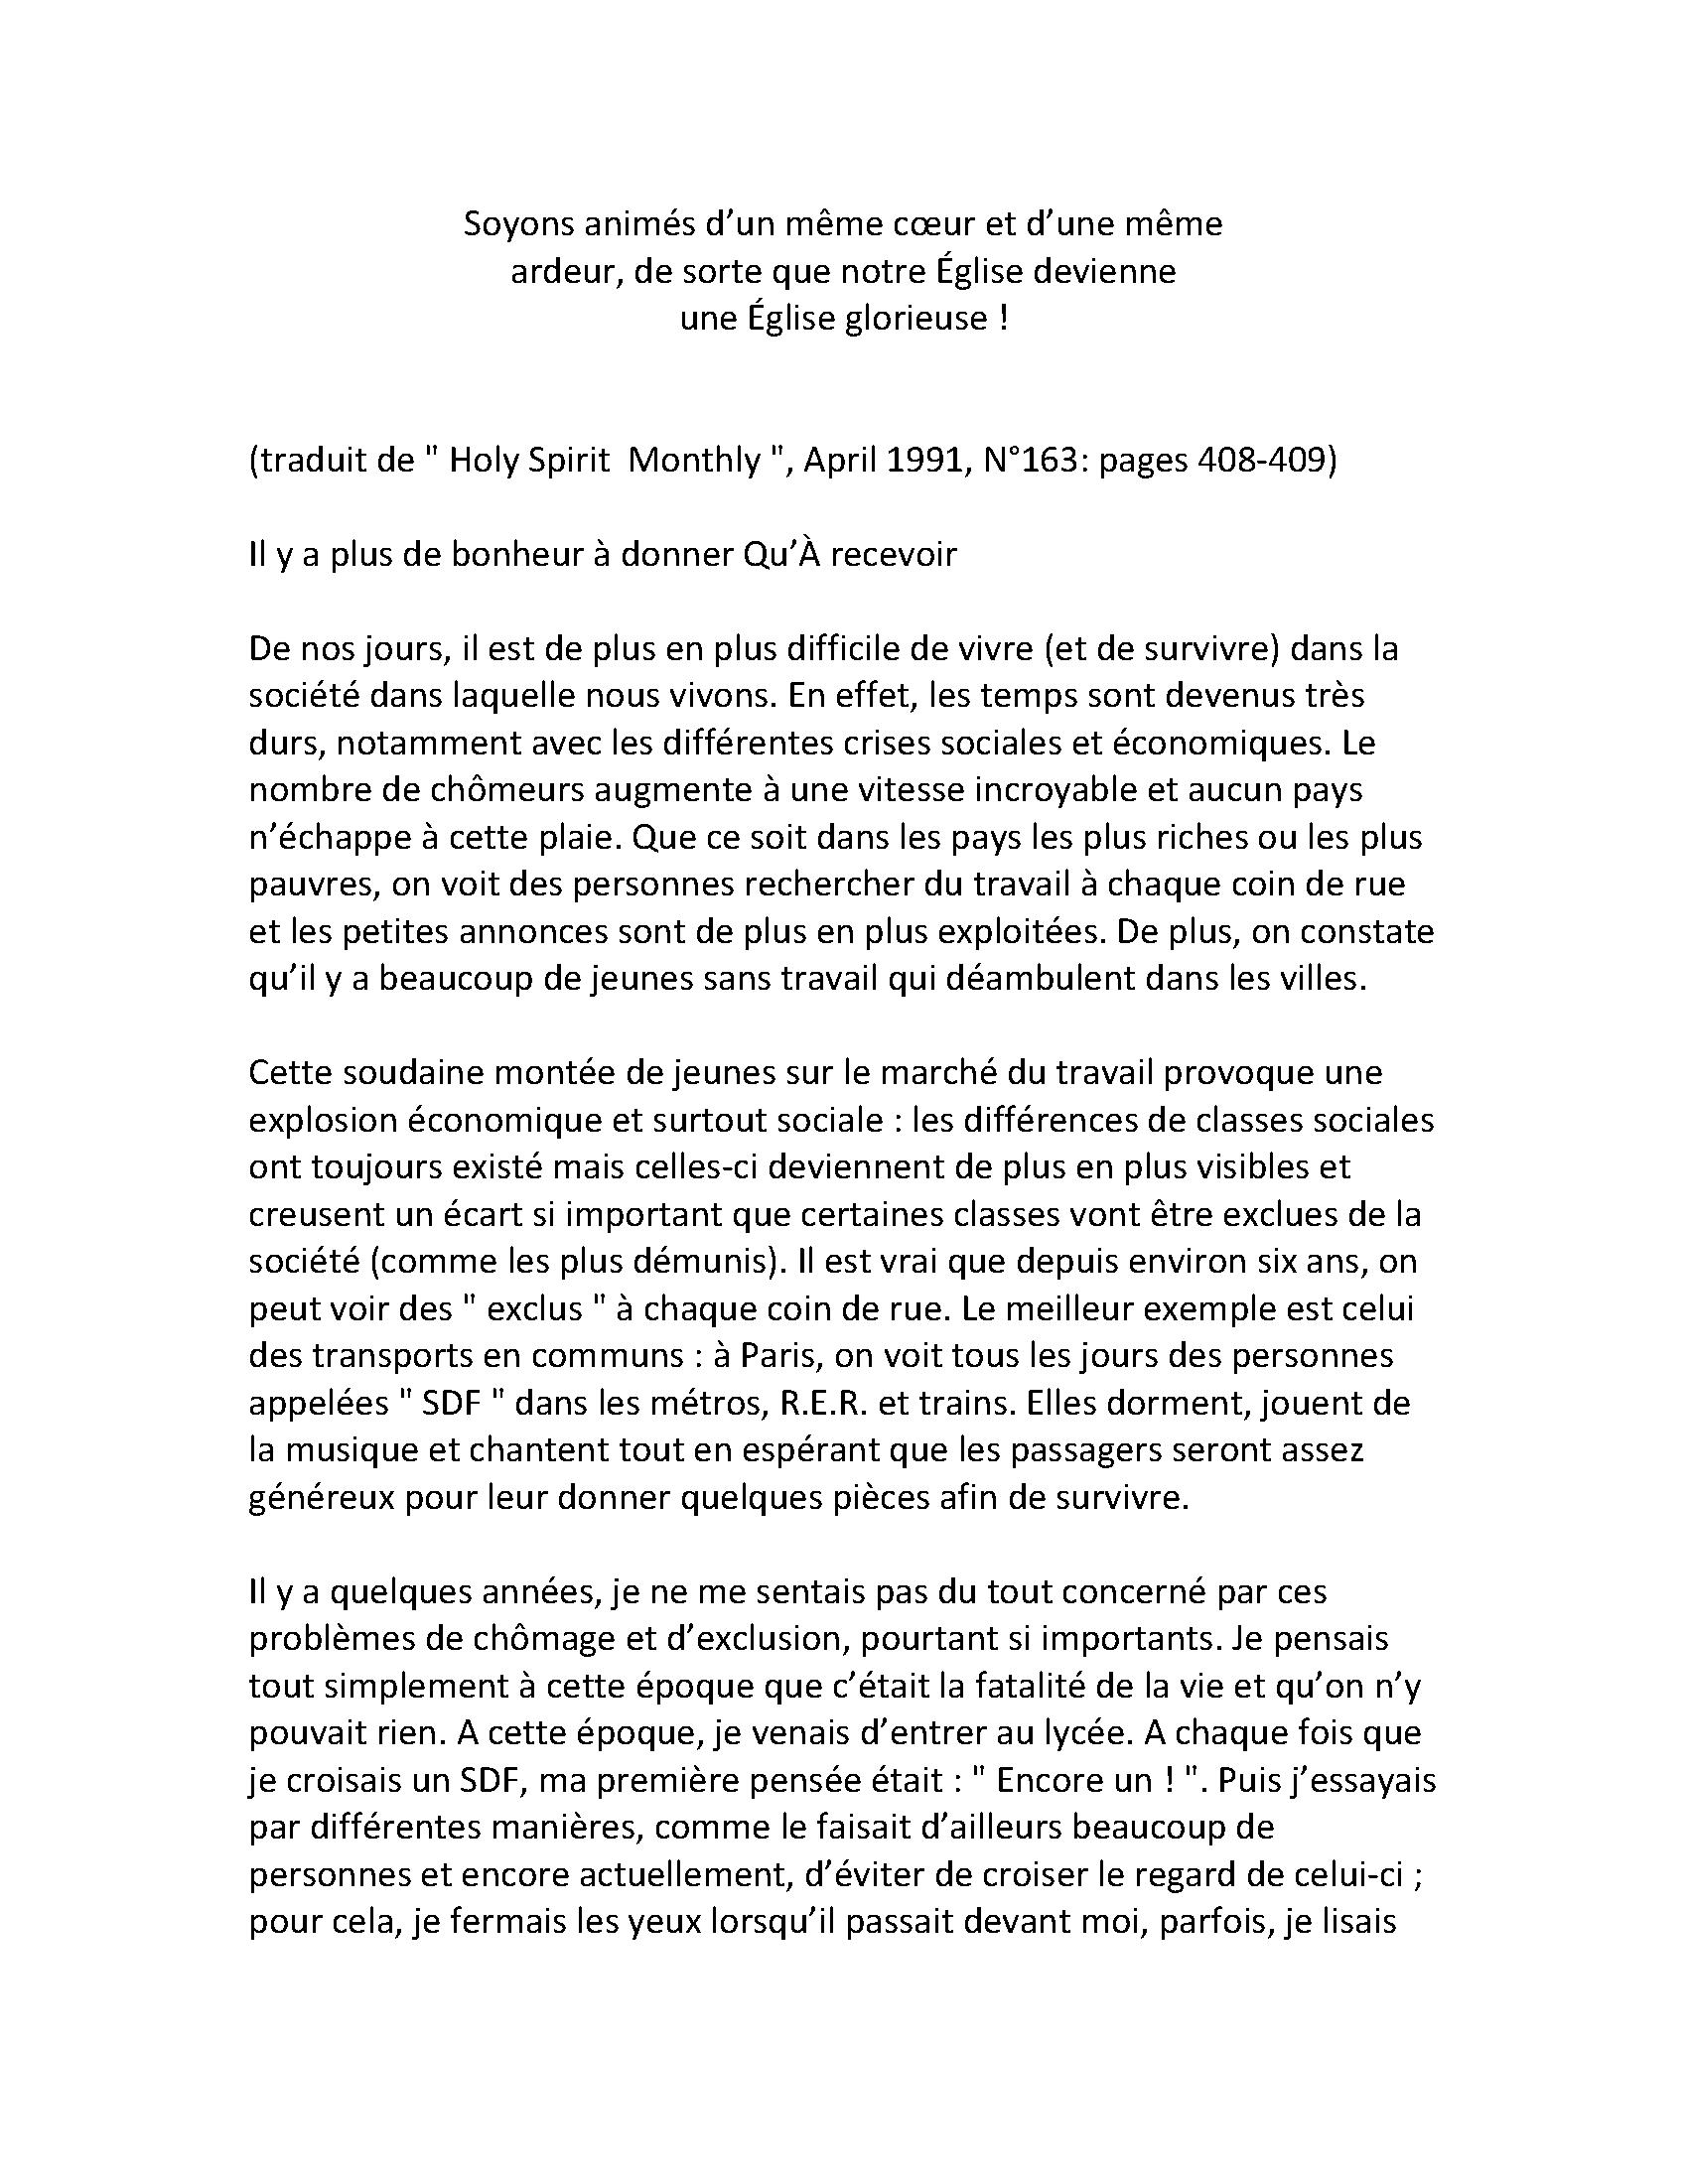 Soyons animés d’un même cœur et d’une même
ardeur, de sorte que notre Église devienne
une Église glorieuse !
(traduit de " Holy Spirit  Monthly ", April 1991, N°163: pages 408-409)
Il y a plus de bonheur à donner Qu’À recevoir
De nos jours, il est de plus en plus difficile de vivre (et de survivre) dans la
société dans laquelle nous vivons. En effet, les temps sont devenus très
durs, notamment avec les différentes crises sociales et économiques. Le
nombre de chômeurs augmente à une vitesse incroyable et aucun pays
n’échappe à cette plaie. Que ce soit dans les pays les plus riches ou les plus
pauvres, on voit des personnes rechercher du travail à chaque coin de rue
et les petites annonces sont de plus en plus exploitées. De plus, on constate
qu’il y a beaucoup de jeunes sans travail qui déambulent dans les villes.
Cette soudaine montée de jeunes sur le marché du travail provoque une
explosion économique et surtout sociale : les différences de classes sociales
ont toujours existé mais celles-ci deviennent de plus en plus visibles et
creusent un écart si important que certaines classes vont être exclues de la
société (comme les plus démunis). Il est vrai que depuis environ six ans, on
peut voir des " exclus " à chaque coin de rue. Le meilleur exemple est celui
des transports en communs : à Paris, on voit tous les jours des personnes
appelées " SDF " dans les métros, R.E.R. et trains. Elles dorment, jouent de
la musique et chantent tout en espérant que les passagers seront assez
généreux pour leur donner quelques pièces afin de survivre.
Il y a quelques années, je ne me sentais pas du tout concerné par ces
problèmes de chômage et d’exclusion, pourtant si importants. Je pensais
tout simplement à cette époque que c’était la fatalité de la vie et qu’on n’y
pouvait rien. A cette époque, je venais d’entrer au lycée. A chaque fois que
je croisais un SDF, ma première pensée était : " Encore un ! ". Puis j’essayais
par différentes manières, comme le faisait d’ailleurs beaucoup de
personnes et encore actuellement, d’éviter de croiser le regard de celui-ci ;
pour cela, je fermais les yeux lorsqu’il passait devant moi, parfois, je lisais